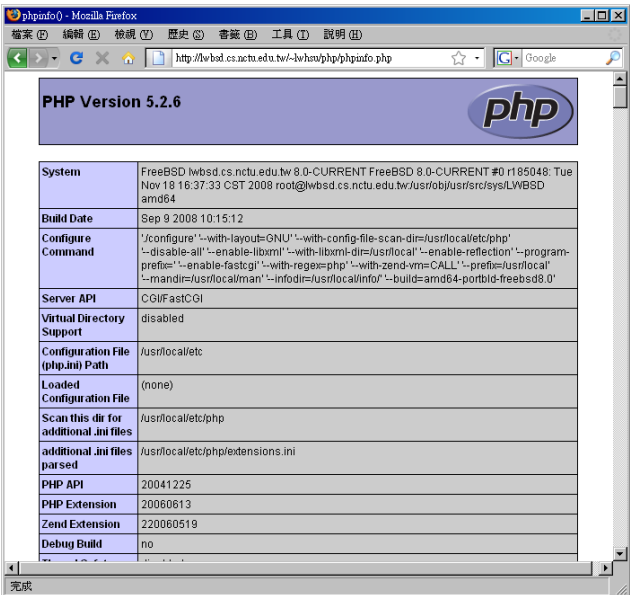 phpinfo() - Mozilla Firefox
檔案 (F) 編輯 (E) 檢視 (V) 歷史 (S) 書籤 (B) 工具 (T) 說明 (H)
http://lwbsd.cs.nctu.edu.tw/~lwhsu/php/phpinfo.php
Google
PHP Version 5.2.6
php
System
FreeBSD lwbsd.cs.nctu.edu.tw 8.0-CURRENT FreeBSD 8.0-CURRENT #0 r185048: Tue
Nov 18 16:37:33 CST 2008 root@lwbsd.cs.nctu.edu.tw:/usr/obj/usr/src/sys/LWBSD
amd64
Build Date
Sep 9 2008 10:15:12
Configure
Command
'./configure' '--with-layout=GNU' '--with-config-file-scan-dir=/usr/local/etc/php'
'--disable-all' '--enable-libxml' '--with-libxml-dir=/usr/local' '--enable-reflection' '--program-
prefix=' '--enable-fastcgi' '--with-regex=php' '--with-zend-vm=CALL' '--prefix=/usr/local'
'--mandir=/usr/local/man' '--infodir=/usr/local/info/' '--build=amd64-portbld-freebsd8.0'
Server API
CGI/FastCGI
Virtual Directory
Support
disabled
Configuration File
(php.ini) Path
/usr/local/etc
Loaded
Configuration File
(none)
Scan this dir for
additional .ini files
/usr/local/etc/php
additional .ini files
parsed
/usr/local/etc/php/extensions.ini
PHP API
20041225
PHP Extension
20060613
Zend Extension
220060519
Debug Build
no
完成